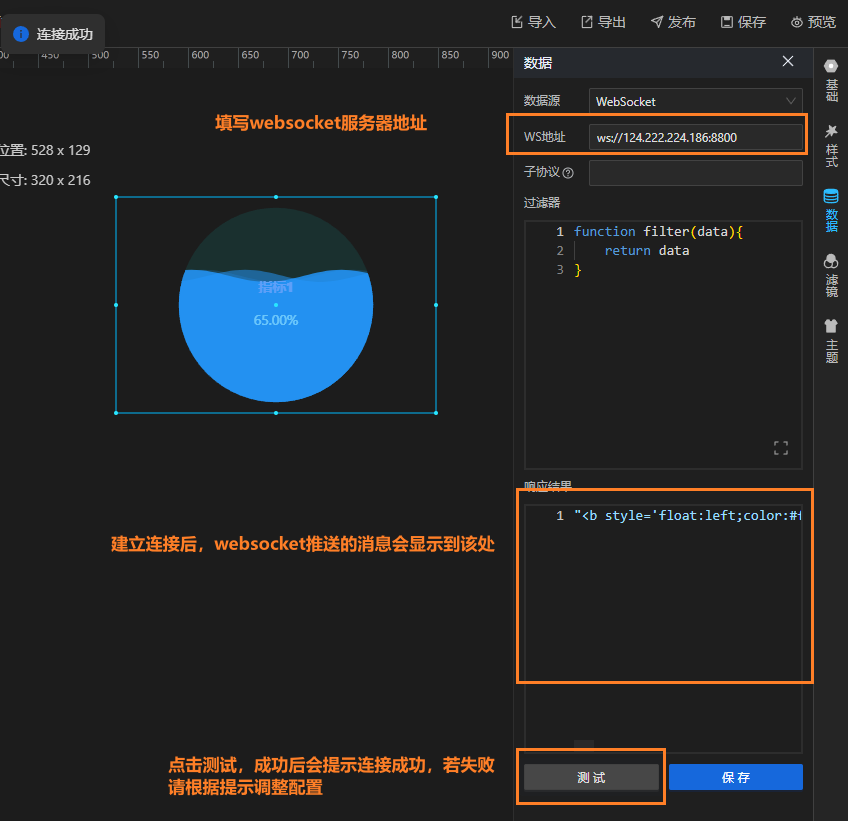 导入 导出 发布 保存 预览
连接成功
450 500 550 600 650 700 750 800 850 900
数据
基础
样式
数据
滤镜
主题
数据源 WebSocket
填写websocket服务器地址
WS地址 ws://124.222.224.186:8800
位置: 528 x 129
子协议
尺寸: 320 x 216
过滤器
1 function filter(data){
2 return data
3 }
指标1
65.00%
响应结果
1 "<b style='float:left;color:#f
建立连接后，websocket推送的消息会显示到该处
点击测试，成功后会提示连接成功，若失败
请根据提示调整配置
测 试 保 存